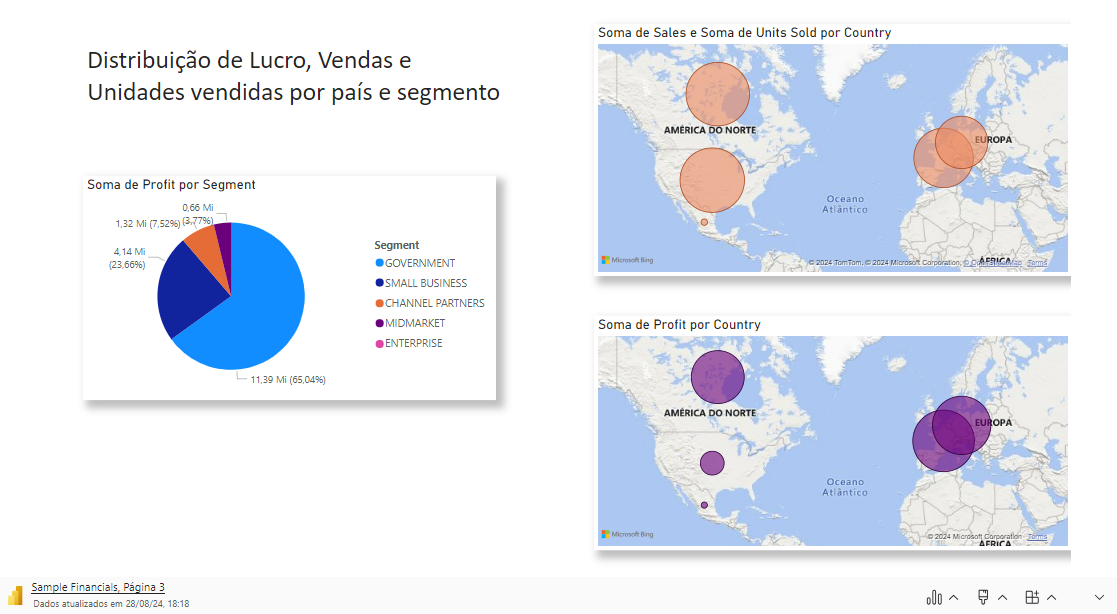 Distribuição de Lucro, Vendas e
Unidades vendidas por país e segmento
Soma de Profit por Segment
0,66 Mi
(3,77%)
1,32 Mi (7,52%)
4,14 Mi
(23,66%)
11,39 Mi (65,04%)
Segment
GOVERNMENT
SMALL BUSINESS
CHANNEL PARTNERS
MIDMARKET
ENTERPRISE
Soma de Sales e Soma de Units Sold por Country
AMÉRICA DO NORTE
EUROPA
Oceano
Atlântico
ÁFRICA
Microsoft Bing
© 2024 TomTom, © 2024 Microsoft Corporation, © OpenStreetMap Terms
Soma de Profit por Country
AMÉRICA DO NORTE
EUROPA
Oceano
Atlântico
Microsoft Bing
© 2024 Microsoft Corporation Terms
ÁFRICA
Sample Financials, Página 3
Dados atualizados em 28/08/24, 18:18